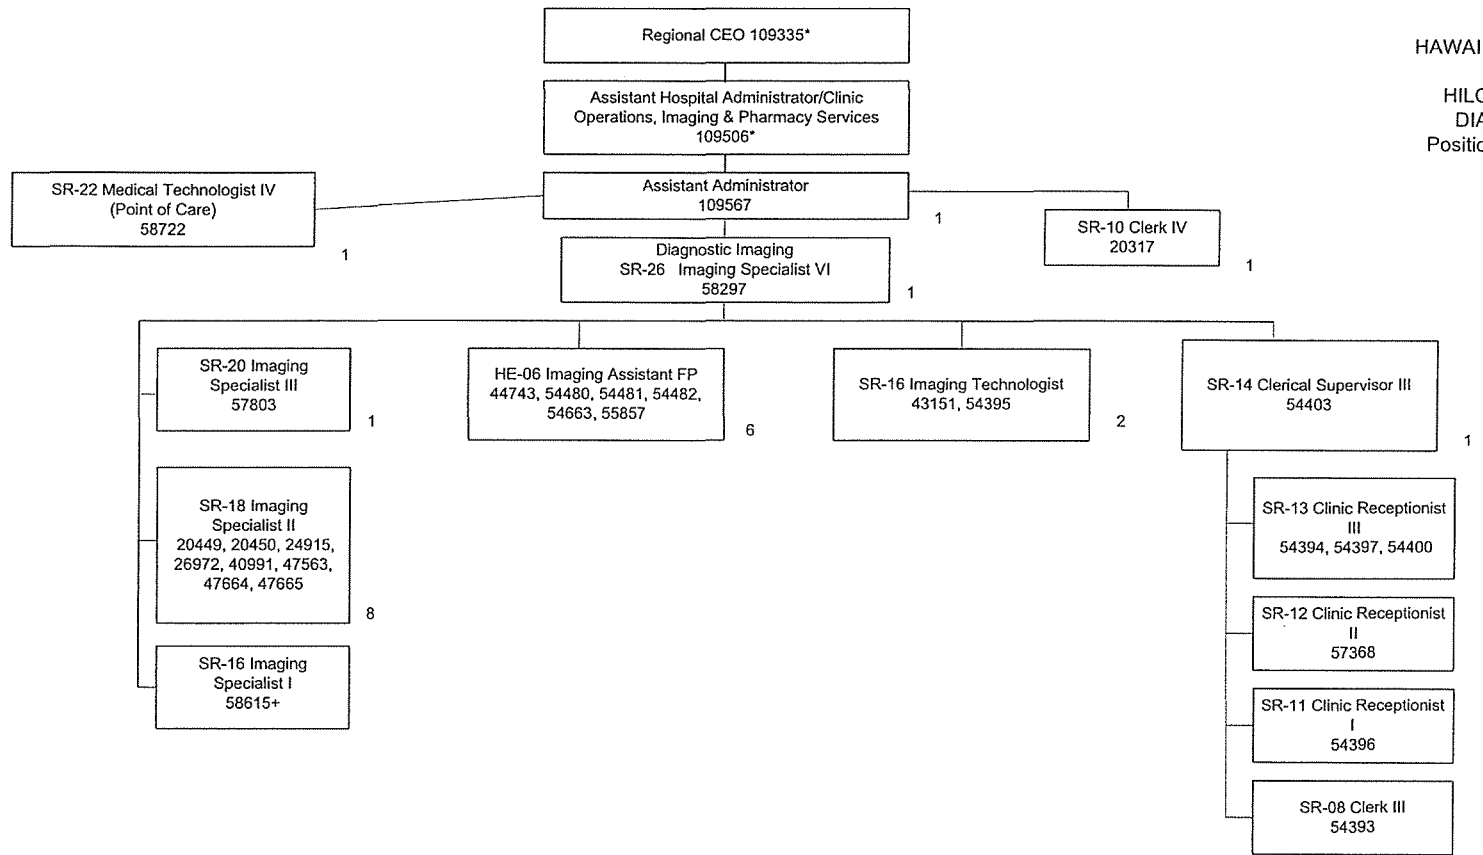 Regional CEO 109335*
HAWAI
Assistant Hospital Administrator/Clinic
Operations, Imaging & Pharmacy Services
109506*
HILO
DIA
Positio
SR-22 Medical Technologist IV
(Point of Care)
58722
1
Assistant Administrator
109567
1
SR-10 Clerk IV
20317
1
Diagnostic Imaging
SR-26 Imaging Specialist VI
58297
1
SR-20 Imaging
Specialist III
57803
1
HE-06 Imaging Assistant FP
44743, 54480, 54481, 54482,
54663, 55857
6
SR-16 Imaging Technologist
43151, 54395
2
SR-14 Clerical Supervisor III
54403
1
SR-18 Imaging
Specialist II
20449, 20450, 24915,
26972, 40991, 47563,
47664, 47665
8
SR-16 Imaging
Specialist I
58615+
SR-13 Clinic Receptionist
III
54394, 54397, 54400
SR-12 Clinic Receptionist
II
57368
SR-11 Clinic Receptionist
I
54396
SR-08 Clerk III
54393